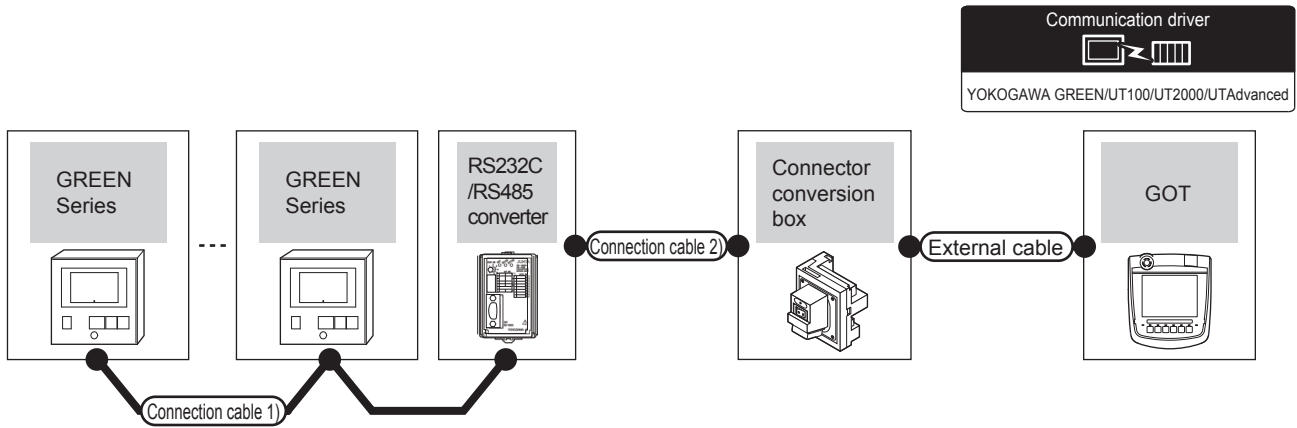 Communication driver
YOKOGAWA GREEN/UT100/UT2000/UTAdvanced
GREEN
Series
GREEN
Series
RS232C
/RS485
converter
Connector
conversion
box
GOT
Connection cable 2)
External cable
Connection cable 1)